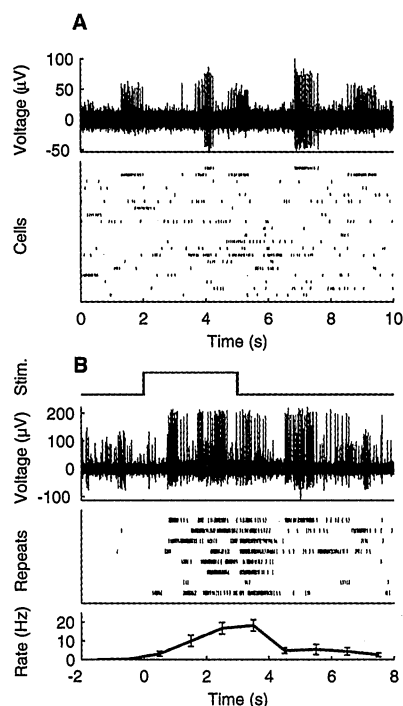 A
Voltage (µV)
100
50
0
-50
Cells
0 2 4 6 8 10
Time (s)
B
Stim.
Voltage (µV)
200
100
0
-100
Repeats
Rate (Hz)
20
10
0
-2 0 2 4 6 8
Time (s)